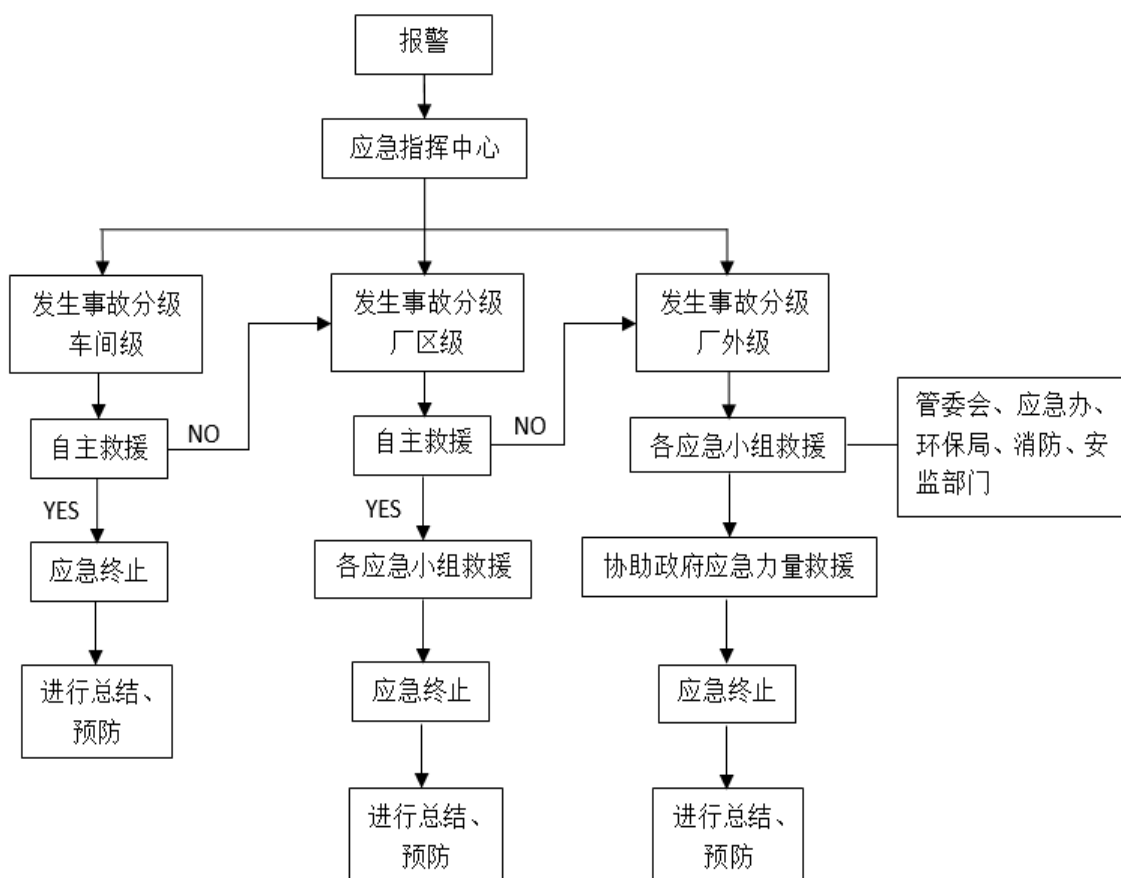 报警
应急指挥中心
发生事故分级
车间级
发生事故分级
厂区级
发生事故分级
厂外级
自主救援
NO
自主救援
NO
各应急小组救援
管委会、应急办、
环保局、消防、安
监部门
YES
YES
应急终止
各应急小组救援
协助政府应急力量救援
进行总结、
预防
应急终止
应急终止
进行总结、
预防
进行总结、
预防